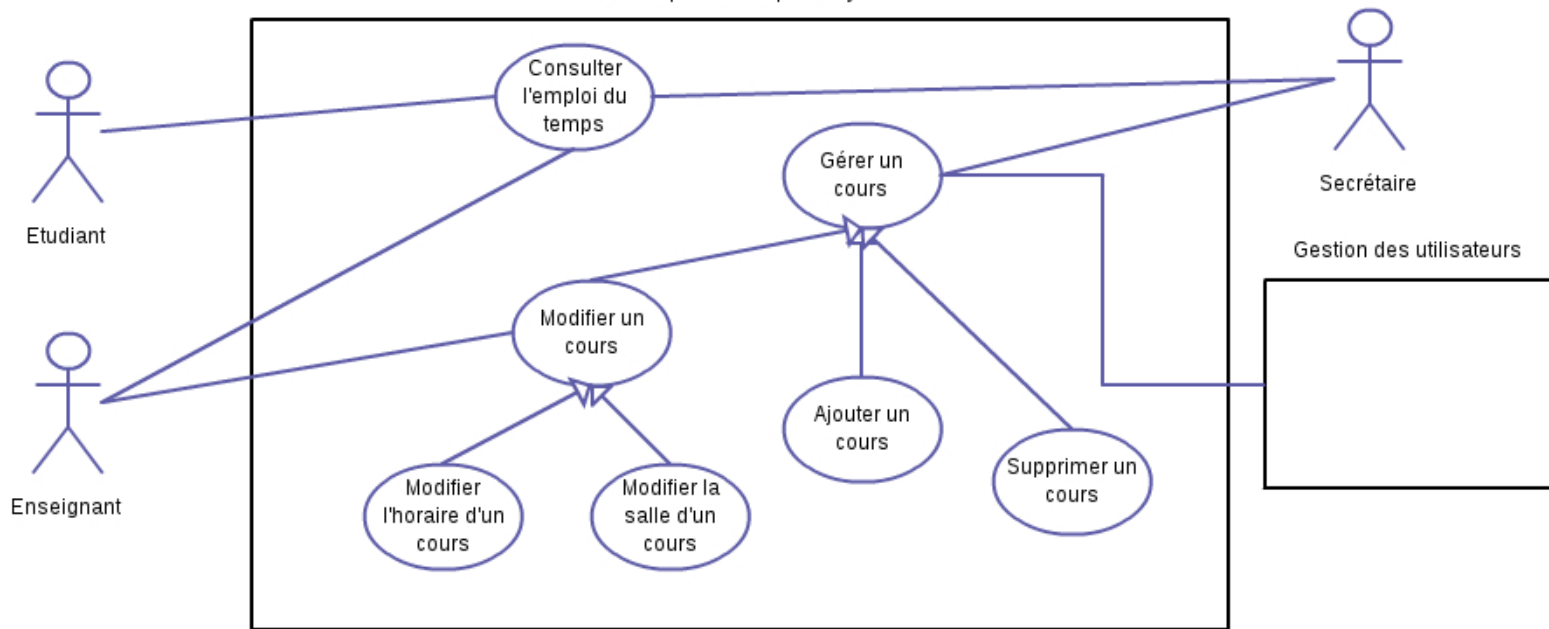 Consulter
l'emploi du
temps
Gérer un
cours
Secrétaire
Etudiant
Gestion des utilisateurs
Modifier un
cours
Ajouter un
cours
Supprimer un
cours
Modifier
l'horaire d'un
cours
Modifier la
salle d'un
cours
Enseignant